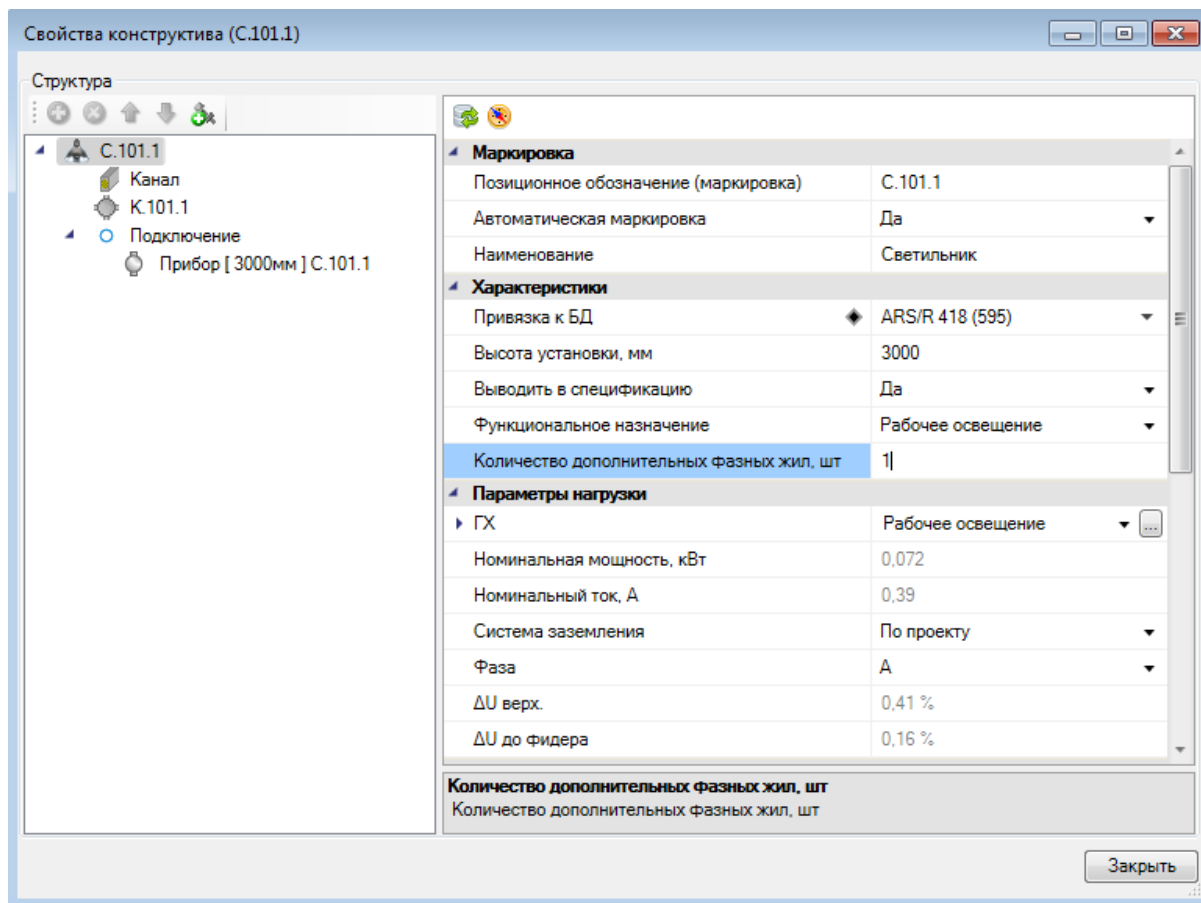 Свойства конструктива (С.101.1)
Структура
С.101.1
Канал
К.101.1
Подключение
Прибор [ 3000мм ] С.101.1
Маркировка
Позиционное обозначение (маркировка) С.101.1
Автоматическая маркировка Да
Наименование Светильник
Характеристики
Привязка к БД ARS/R 418 (595)
Высота установки, мм 3000
Выводить в спецификацию Да
Функциональное назначение Рабочее освещение
Количество дополнительных фазных жил, шт 1
Параметры нагрузки
ГХ Рабочее освещение ...
Номинальная мощность, кВт 0,072
Номинальный ток, А 0,39
Система заземления По проекту
Фаза А
ΔU верх. 0,41 %
ΔU до фидера 0,16 %
Количество дополнительных фазных жил, шт
Количество дополнительных фазных жил, шт
Закрыть